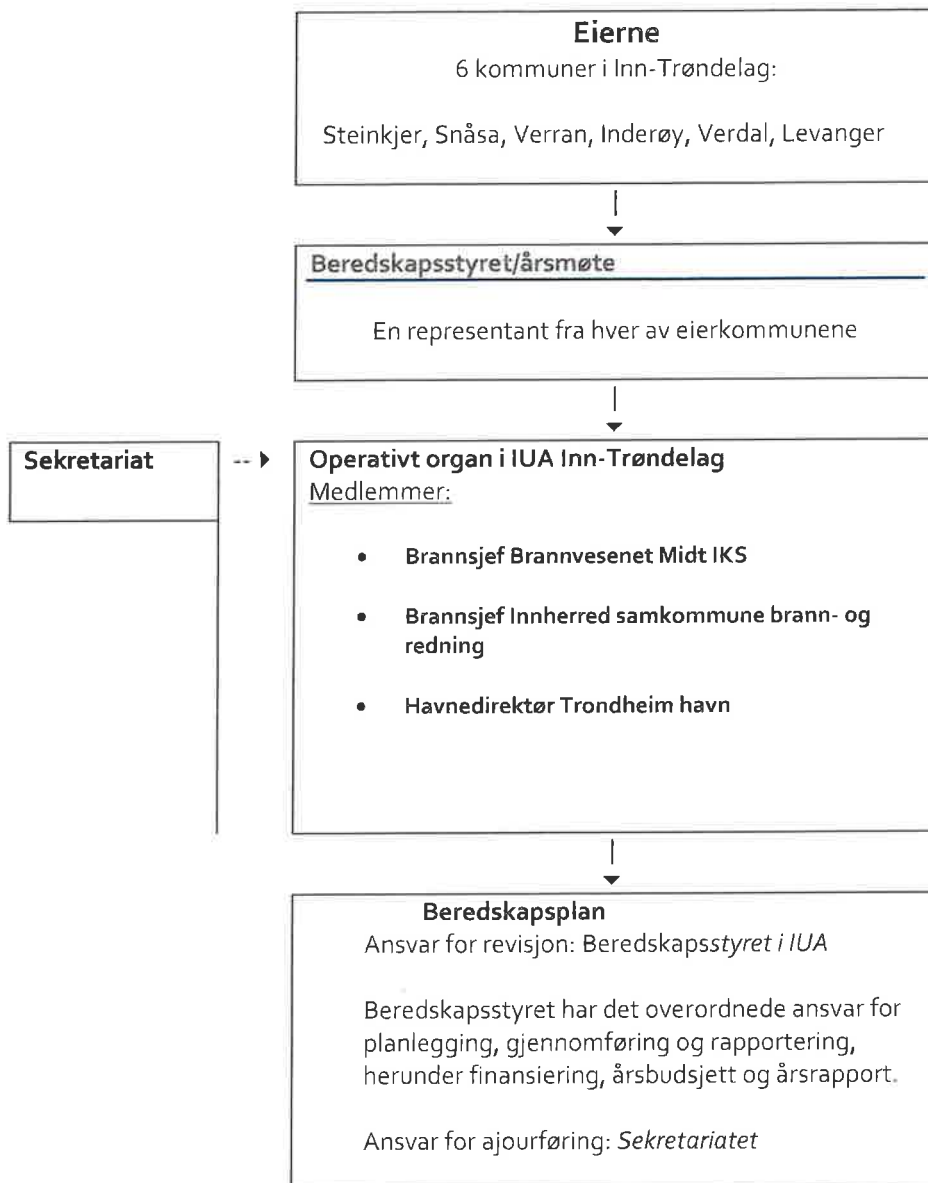 Eierne
6 kommuner i Inn-Trøndelag:
Steinkjer, Snåsa, Verran, Inderøy, Verdal, Levanger
Beredskapsstyret/årsmøte
En representant fra hver av eierkommunene
Sekretariat
Operativt organ i IUA Inn-Trøndelag
Medlemmer:
• Brannsjef Brannvesenet Midt IKS
• Brannsjef Innherred samkommune brann- og
redning
• Havnedirektør Trondheim havn
Beredskapsplan
Ansvar for revisjon: Beredskapsstyret i IUA
Beredskapsstyret har det overordnede ansvar for
planlegging, gjennomføring og rapportering,
herunder finansiering, årsbudsjett og årsrapport.
Ansvar for ajourføring: Sekretariatet